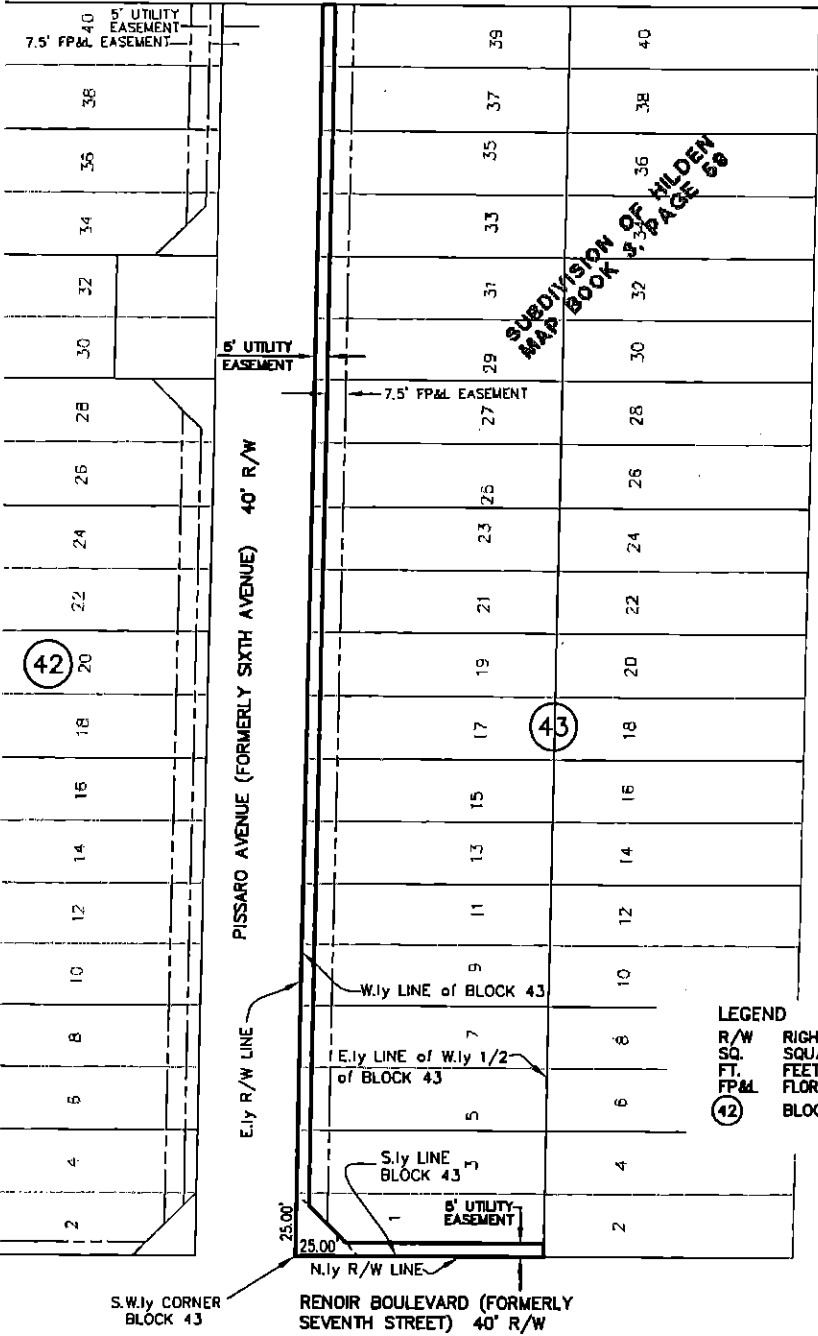 5' UTILITY
EASEMENT
7.5' FP&L EASEMENT
40
38
36
34
32
30
28
26
24
22
20
18
16
14
12
10
8
6
4
2
42
5' UTILITY
EASEMENT
7.5' FP&L EASEMENT
PISSARO AVENUE (FORMERLY SIXTH AVENUE) 40' R/W
39
37
35
33
31
29
27
25
23
21
19
17
15
13
11
9
7
5
3
1
43
40
38
36
34
32
30
28
26
24
22
20
18
16
14
12
10
8
6
4
2
SUBDIVISION OF HILDEN
MAP BOOK 3, PAGE
W.ly LINE of BLOCK 43
E.ly R/W LINE
E.ly LINE of W.ly 1/2
of BLOCK 43
S.ly LINE
BLOCK 43
5' UTILITY
EASEMENT
25.00'
25.00'
N.ly R/W LINE
S.W.ly CORNER
BLOCK 43
RENOIR BOULEVARD (FORMERLY
SEVENTH STREET) 40' R/W
LEGEND
R/W RIGH
SQ. SQUA
FT. FEET
FP&L FLOR
42 BLOC